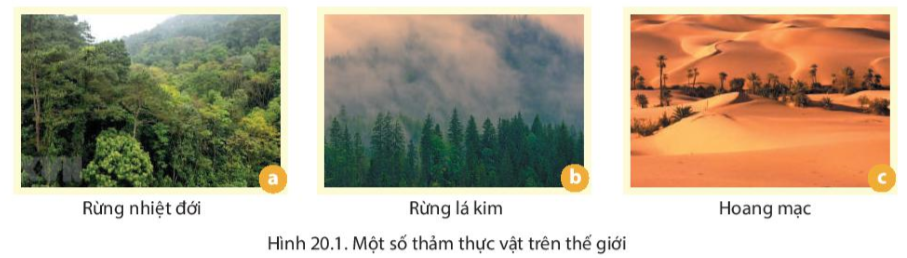 a
b
c
Rừng nhiệt đới
Rừng lá kim
Hoang mạc
Hình 20.1. Một số thảm thực vật trên thế giới